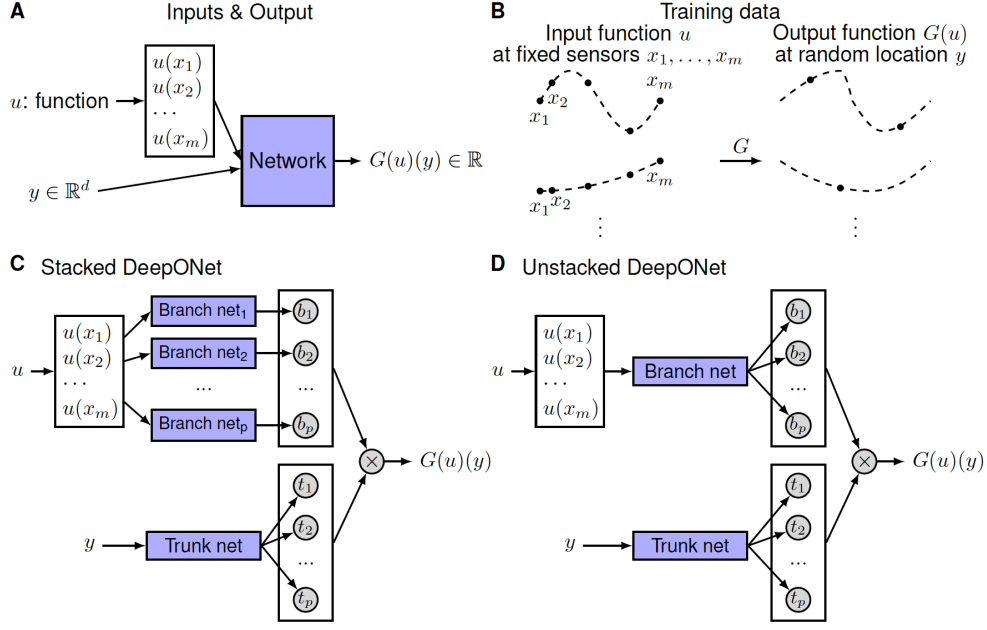 A
Inputs & Output
u: function
u(x₁)
u(x₂)
...
u(xₘ)
y ∈ ℝᵈ
Network
G(u)(y) ∈ ℝ
B
Training data
Input function u
at fixed sensors x₁, ..., xₘ
Output function G(u)
at random location y
x₁
x₂
xₘ
G
x₁
x₂
xₘ
⋮
⋮
C
Stacked DeepONet
u
u(x₁)
u(x₂)
...
u(xₘ)
Branch net₁
Branch net₂
...
Branch netₚ
b₁
b₂
...
bₚ
×
G(u)(y)
y
Trunk net
t₁
t₂
...
tₚ
D
Unstacked DeepONet
u
u(x₁)
u(x₂)
...
u(xₘ)
Branch net
b₁
b₂
...
bₚ
×
G(u)(y)
y
Trunk net
t₁
t₂
...
tₚ